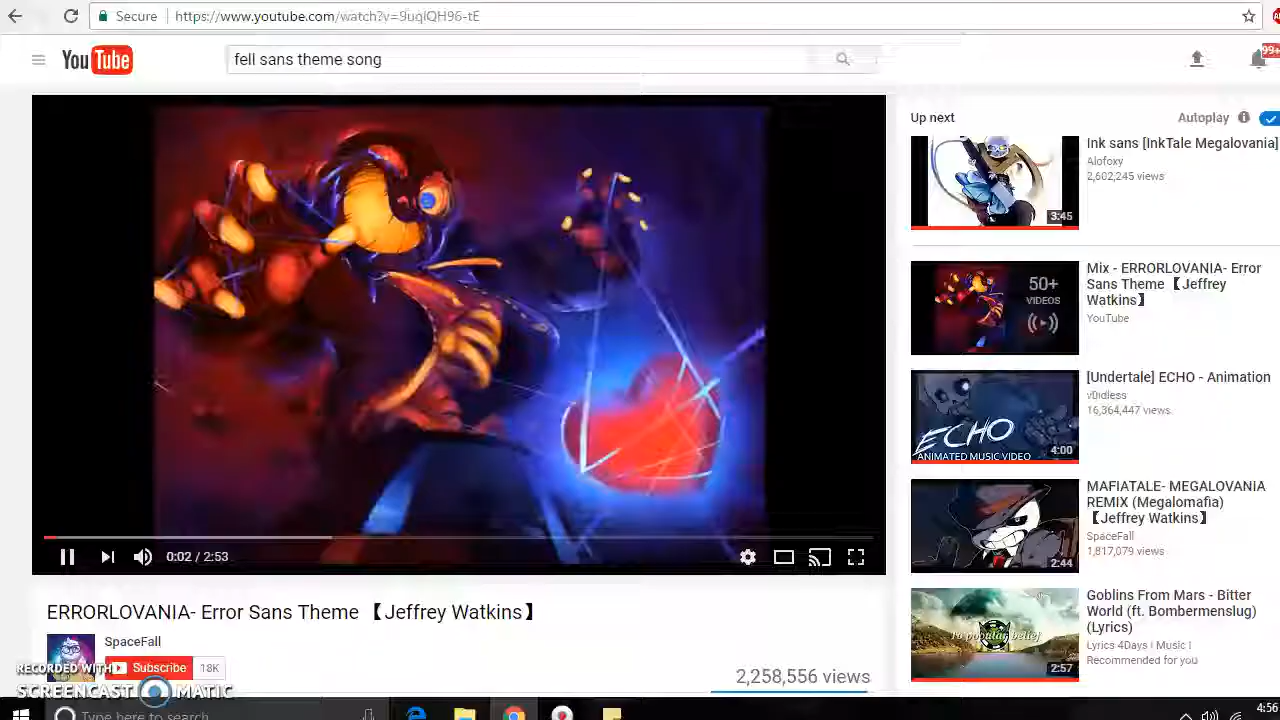 Secure https://www.youtube.com/watch?v=9uqiQH96-tE
YouTube
fell sans theme song
99+
Up next
Autoplay
Ink sans [InkTale Megalovania]
Alofoxy
2,602,245 views
3:45
Mix - ERRORLOVANIA- Error
Sans Theme 【Jeffrey
Watkins】
YouTube
50+
VIDEOS
[Undertale] ECHO - Animation
vDidless
16,364,447 views
ECHO
ANIMATED MUSIC VIDEO
4:00
MAFIATALE- MEGALOVANIA
REMIX (Megalomafia)
【Jeffrey Watkins】
SpaceFall
1,817,079 views
2:44
Goblins From Mars - Bitter
World (ft. Bombermenslug)
(Lyrics)
Lyrics 4Days | Music |
Recommended for you
To popular belief
2:57
0:02 / 2:53
ERRORLOVANIA- Error Sans Theme 【Jeffrey Watkins】
SpaceFall
Subscribe 18K
2,258,556 views
RECORDED WITH
SCREENCAST MATIC
Type here to search
4:56